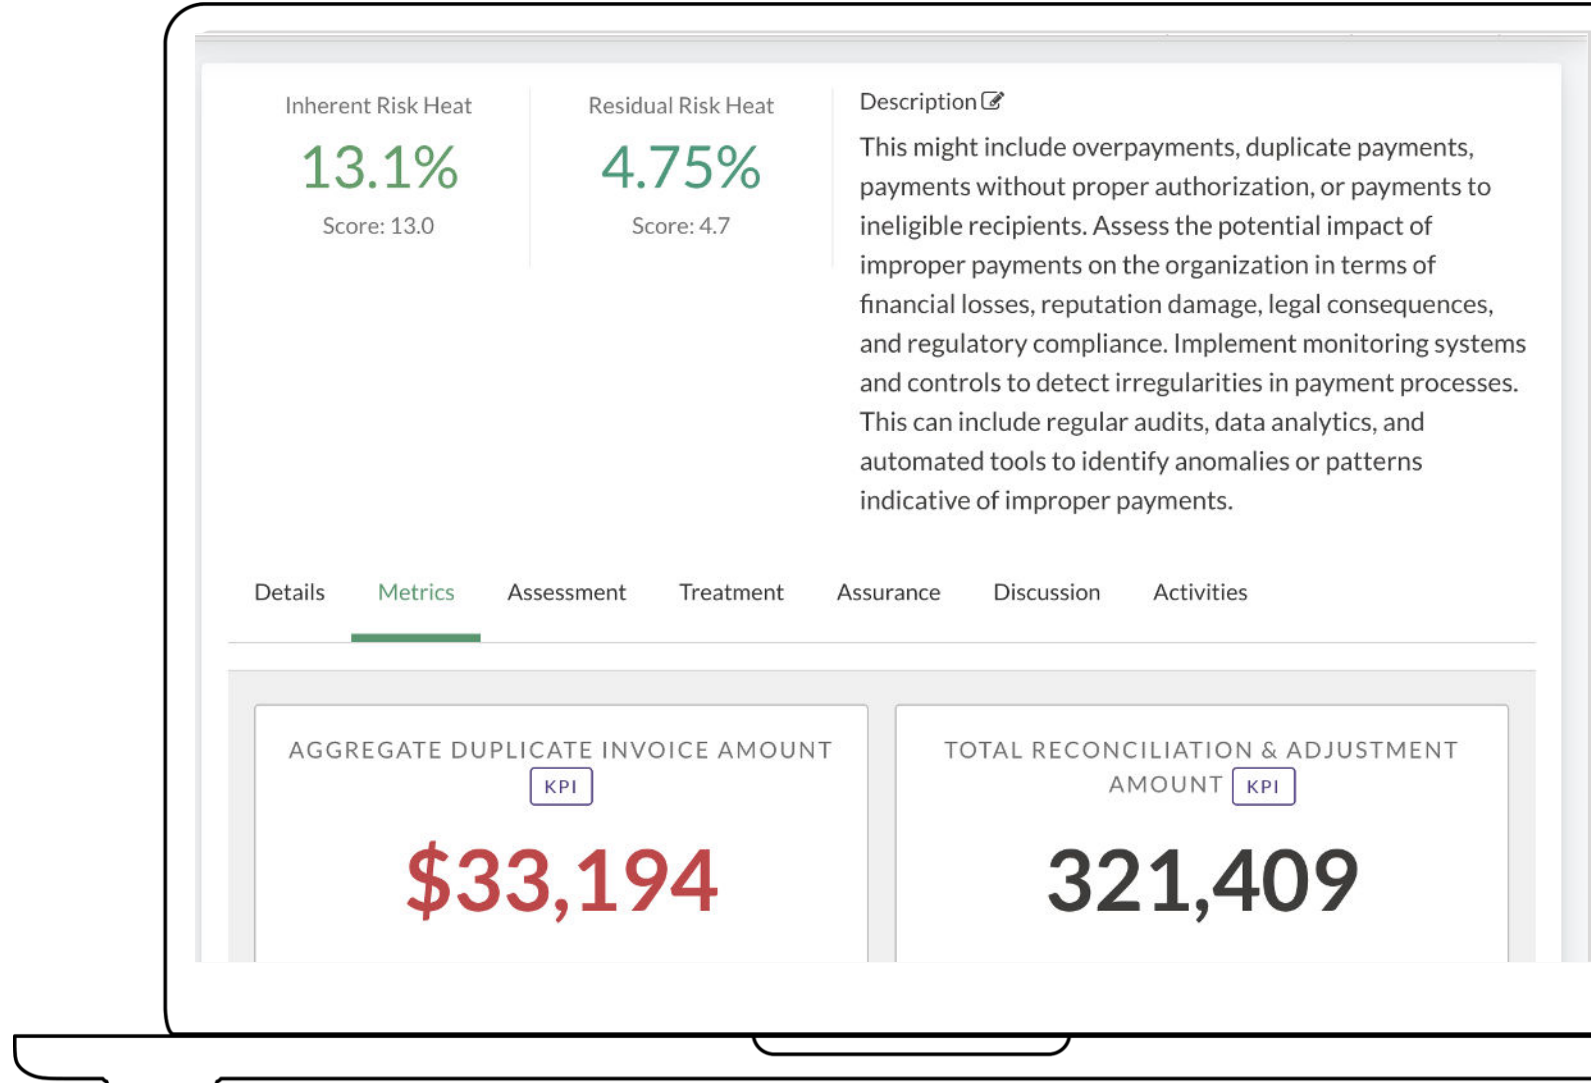 Inherent Risk Heat
13.1%
Score: 13.0
Residual Risk Heat
4.75%
Score: 4.7
Description
This might include overpayments, duplicate payments,
payments without proper authorization, or payments to
ineligible recipients. Assess the potential impact of
improper payments on the organization in terms of
financial losses, reputation damage, legal consequences,
and regulatory compliance. Implement monitoring systems
and controls to detect irregularities in payment processes.
This can include regular audits, data analytics, and
automated tools to identify anomalies or patterns
indicative of improper payments.
Details Metrics Assessment Treatment Assurance Discussion Activities
AGGREGATE DUPLICATE INVOICE AMOUNT
KPI
$33,194
TOTAL RECONCILIATION & ADJUSTMENT
AMOUNT KPI
321,409